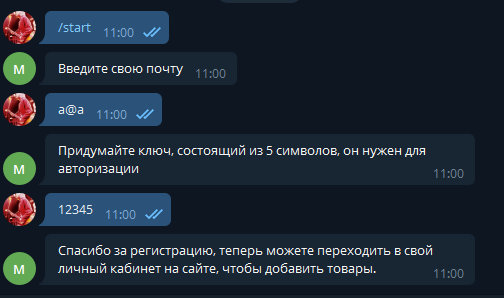 /start 11:00
м Введите свою почту 11:00
a@a 11:00
Придумайте ключ, состоящий из 5 символов, он нужен для
м авторизации 11:00
12345 11:00
Спасибо за регистрацию, теперь можете переходить в свой
м личный кабинет на сайте, чтобы добавить товары. 11:00